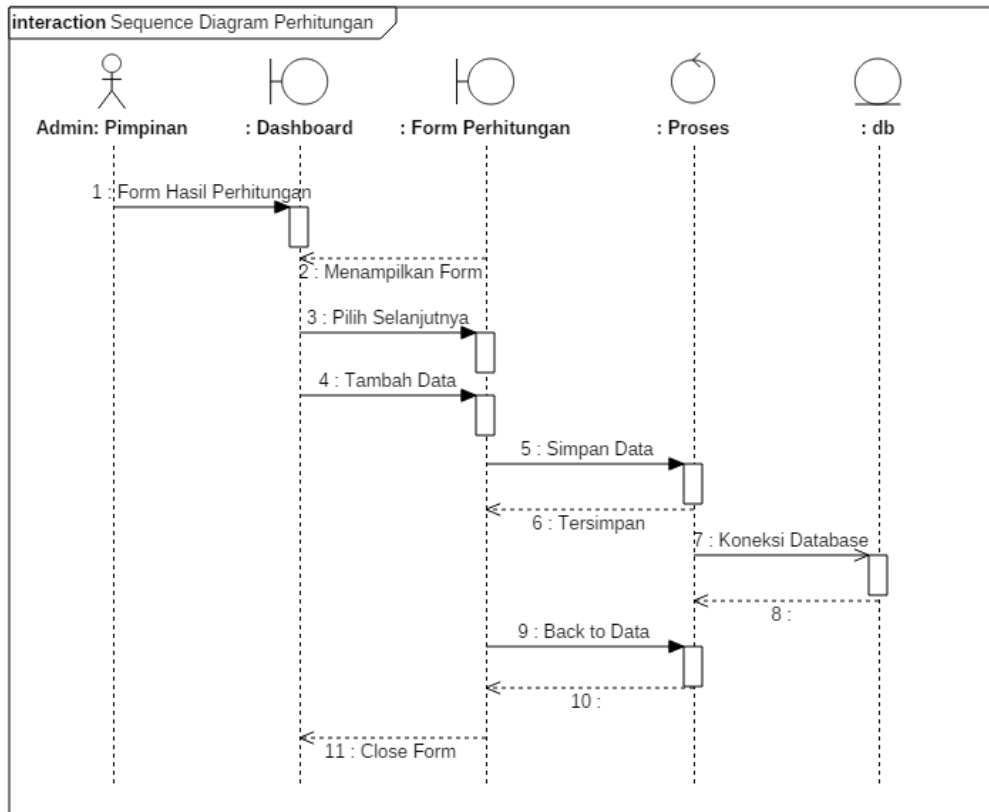 interaction Sequence Diagram Perhitungan
Admin: Pimpinan
: Dashboard
: Form Perhitungan
: Proses
: db
1 : Form Hasil Perhitungan
2 : Menampilkan Form
3 : Pilih Selanjutnya
4 : Tambah Data
5 : Simpan Data
6 : Tersimpan
7 : Koneksi Database
8 :
9 : Back to Data
10 :
11 : Close Form